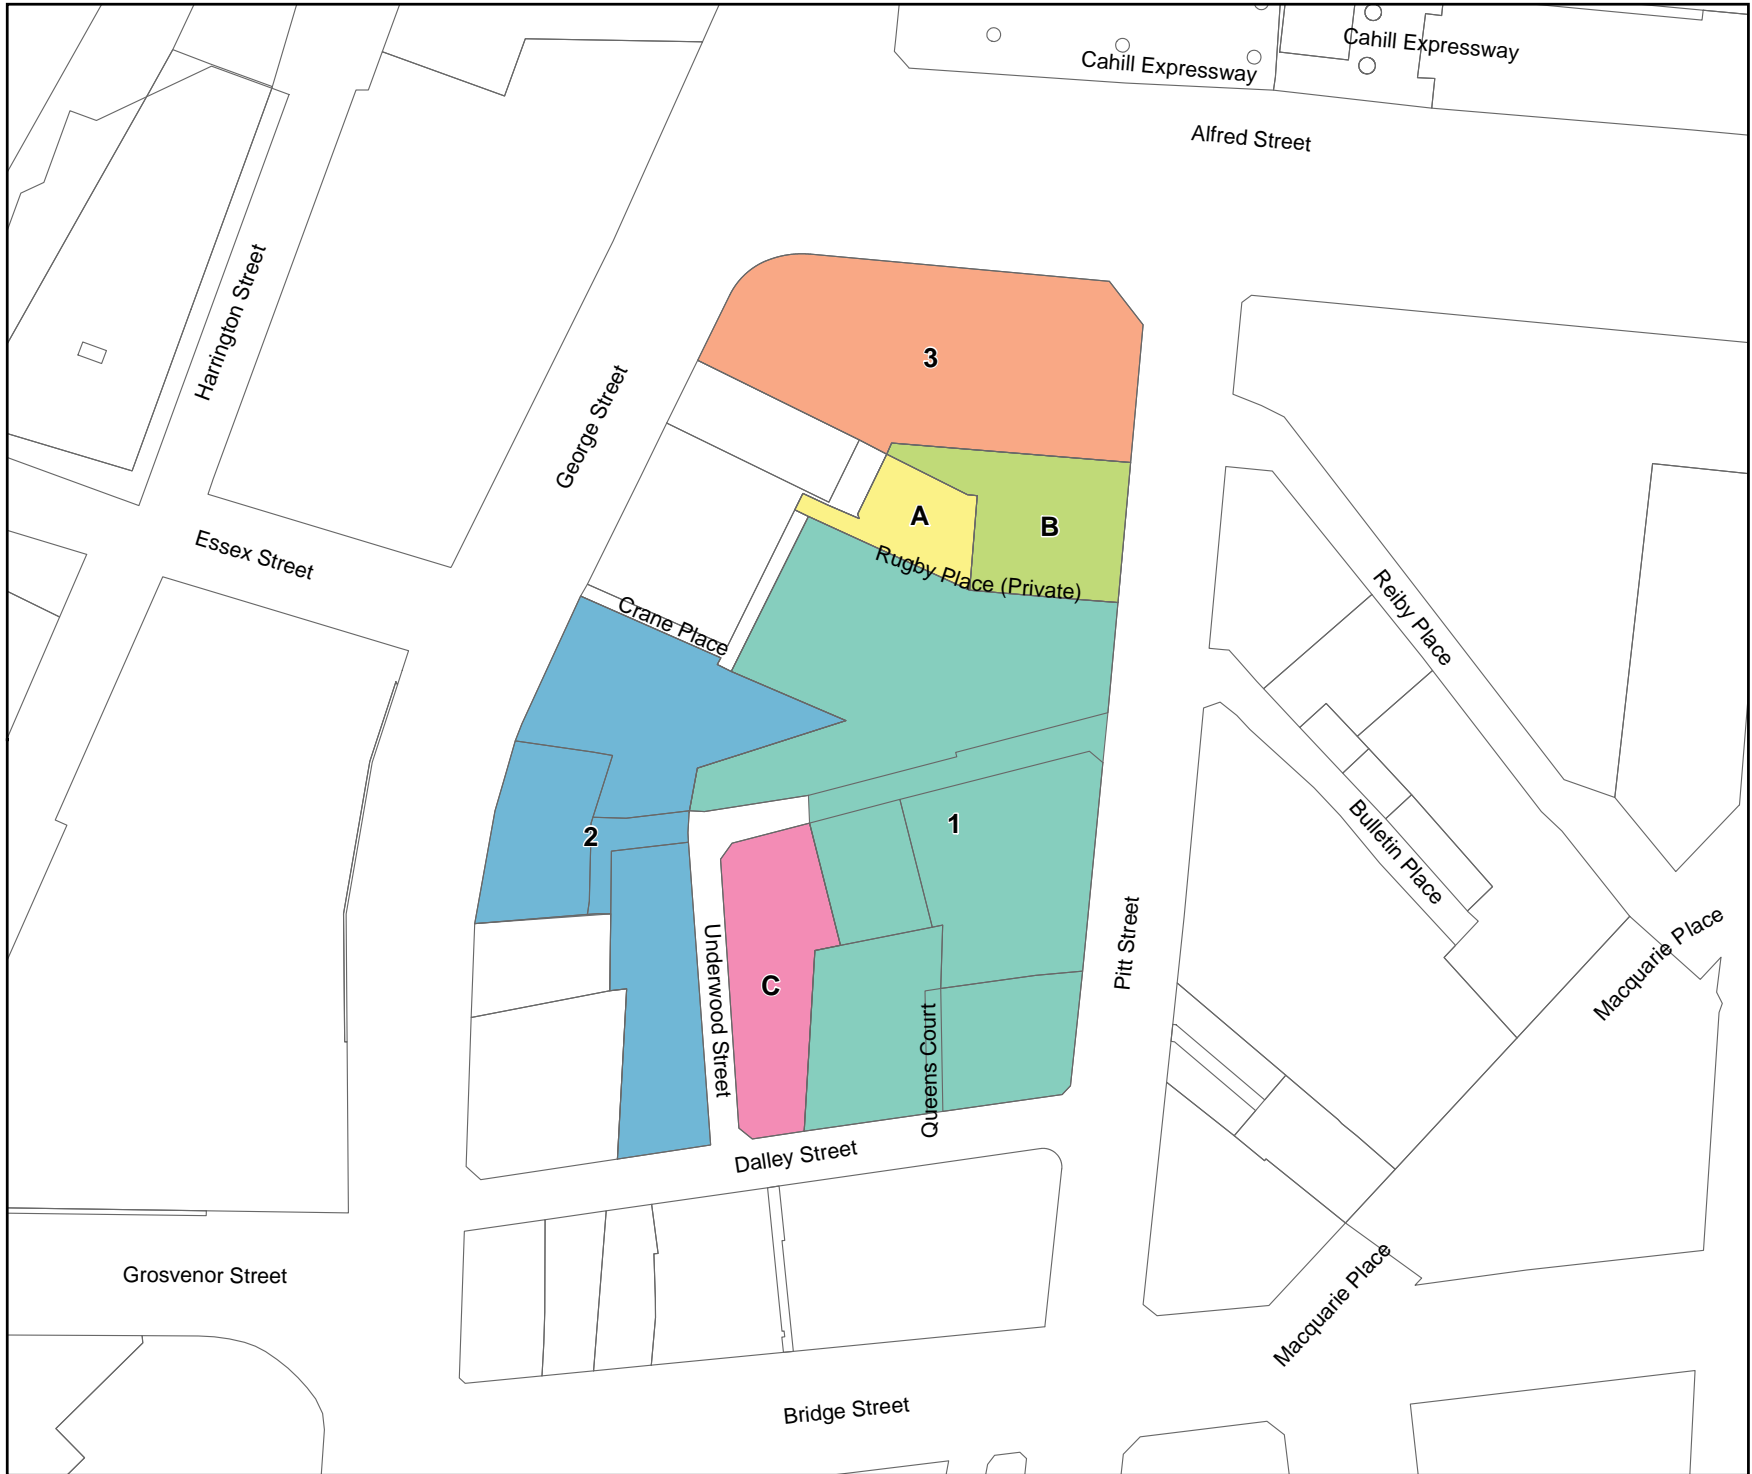 Cahill Expressway
Cahill Expressway
Alfred Street
Harrington Street
3
George Street
A
B
Essex Street
Rugby Place (Private)
Crane Place
Reiby Place
2
1
Bulletin Place
Pitt Street
Macquarie Place
C
Underwood Street
Queens Court
Dalley Street
Grosvenor Street
Macquarie Place
Bridge Street